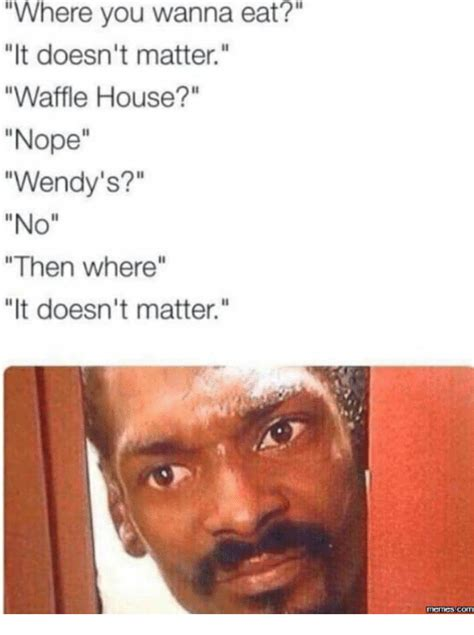 "Where you wanna eat?"
"It doesn't matter."
"Waffle House?"
"Nope"
"Wendy's?"
"No"
"Then where"
"It doesn't matter."
memes.com